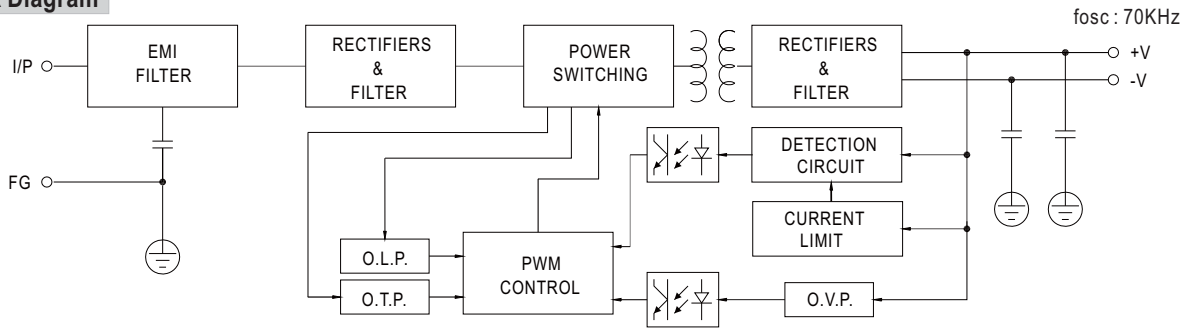 Diagram
fosc : 70KHz
I/P
EMI
FILTER
RECTIFIERS
&
FILTER
POWER
SWITCHING
RECTIFIERS
&
FILTER
+V
-V
DETECTION
CIRCUIT
FG
CURRENT
LIMIT
O.L.P.
PWM
CONTROL
O.T.P.
O.V.P.